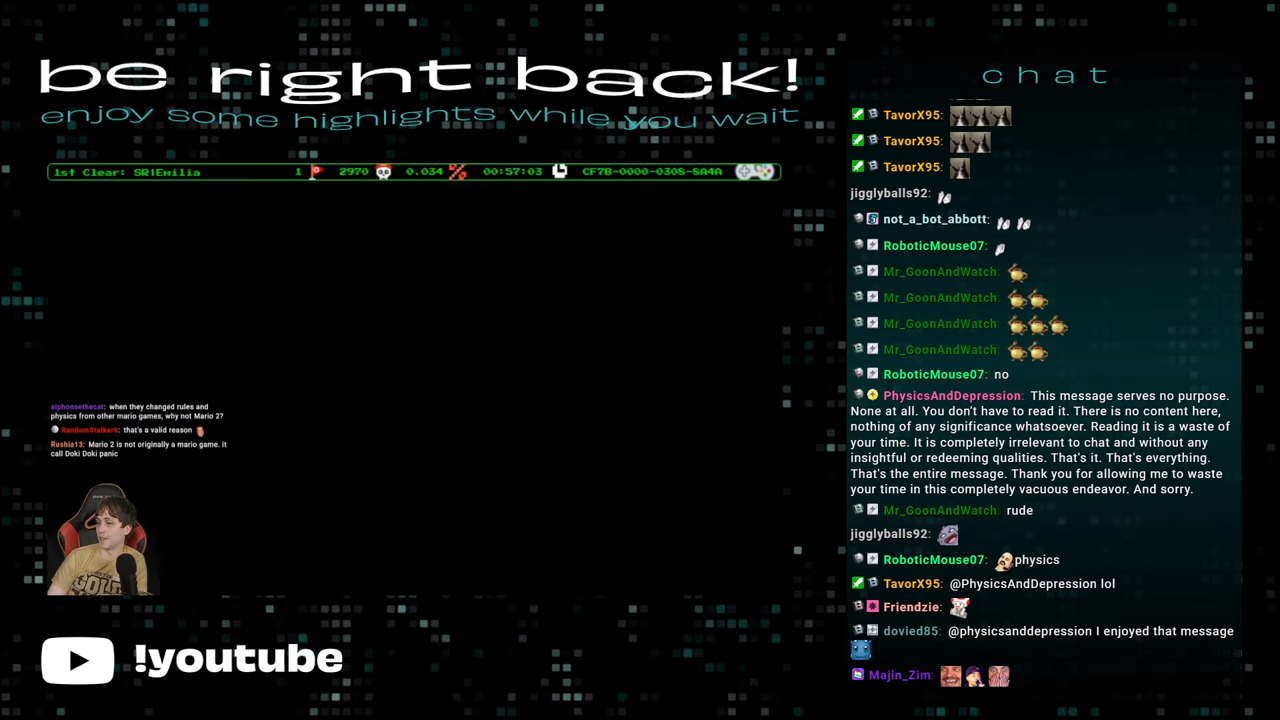 be right back!
enjoy some highlights while you wait
1st Clear: SR|Emilia 1 2970 0.034 00:57:03 CF7B-0000-0308-8A4A
alphonsethecat: when they changed rules and
physics from other mario games, why not Mario 2?
RandomStalker6: that's a valid reason
Rushia13: Mario 2 is not originally a mario game. it
call Doki Doki panic
!youtube
chat
TavorX95:
TavorX95:
TavorX95:
jigglyballs92:
not_a_bot_abbott:
RoboticMouse07:
Mr_GoonAndWatch:
Mr_GoonAndWatch:
Mr_GoonAndWatch:
Mr_GoonAndWatch:
RoboticMouse07: no
PhysicsAndDepression: This message serves no purpose.
None at all. You don't have to read it. There is no content here,
nothing of any significance whatsoever. Reading it is a waste of
your time. It is completely irrelevant to chat and without any
insightful or redeeming qualities. That's it. That's everything.
That's the entire message. Thank you for allowing me to waste
your time in this completely vacuous endeavor. And sorry.
Mr_GoonAndWatch: rude
jigglyballs92:
RoboticMouse07: physics
TavorX95: @PhysicsAndDepression lol
Friendzie:
dovied85: @physicsanddepression I enjoyed that message
Majin_Zim: